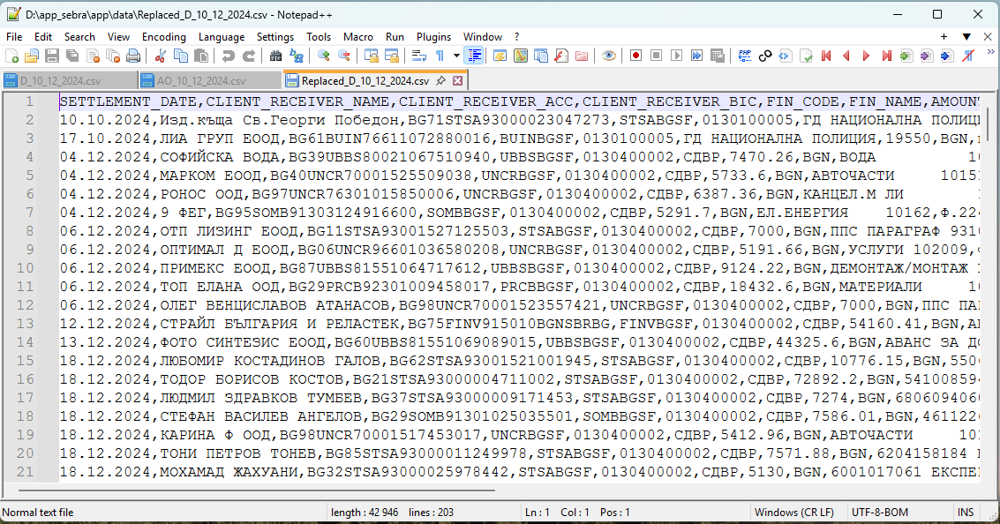 D:\app_sebra\app\data\Replaced_D_10_12_2024.csv - Notepad++
File Edit Search View Encoding Language Settings Tools Macro Run Plugins Window ? + ▼ ✕
D_10_12_2024.csv AO_10_12_2024.csv Replaced_D_10_12_2024.csv
1 SETTLEMENT_DATE,CLIENT_RECEIVER_NAME,CLIENT_RECEIVER_ACC,CLIENT_RECEIVER_BIC,FIN_CODE,FIN_NAME,AMOUNT
2 10.10.2024,Изд.къща Св.Георги Победон,BG71STSA93000023047273,STSABGSF,0130100005,ГД НАЦИОНАЛНА ПОЛИЦИ
3 17.10.2024,ЛИА ГРУП ЕООД,BG61BUIN76611072880016,BUINBGSF,0130100005,ГД НАЦИОНАЛНА ПОЛИЦИЯ,19550,BGN,
4 04.12.2024,СОФИЙСКА ВОДА,BG39UBBS80021067510940,UBBSBGSF,0130400002,СДВР,7470.26,BGN,ВОДА 10
5 04.12.2024,МАРКОМ ЕООД,BG40UNCR70001525509038,UNCRBGSF,0130400002,СДВР,5733.6,BGN,АВТОЧАСТИ 1015
6 04.12.2024,РОНОС ООД,BG97UNCR76301015850006,UNCRBGSF,0130400002,СДВР,6387.36,BGN,КАНЦЕЛ.М ЛИ
7 04.12.2024,9 ФЕГ,BG95SOMB91303124916600,SOMBBGSF,0130400002,СДВР,5291.7,BGN,ЕЛ.ЕНЕРГИЯ 10162,Ф.224
8 06.12.2024,ОТП ЛИЗИНГ ЕООД,BG11STSA93001527125503,STSABGSF,0130400002,СДВР,7000,BGN,ППС ПАРАГРАФ 9310
9 06.12.2024,ОПТИМАЛ Д ЕООД,BG06UNCR96601036580208,UNCRBGSF,0130400002,СДВР,5191.66,BGN,УСЛУГИ 102009,
10 06.12.2024,ПРИМЕКС ЕООД,BG87UBBS81551064717612,UBBSBGSF,0130400002,СДВР,9124.22,BGN,ДЕМОНТАЖ/МОНТАЖ
11 06.12.2024,ТОП ЕЛАНА ООД,BG29PRCB92301009458017,PRCBBGSF,0130400002,СДВР,18432.6,BGN,МАТЕРИАЛИ 10
12 06.12.2024,ОЛЕГ ВЕНЦИСЛАВОВ АТАНАСОВ,BG98UNCR70001523557421,UNCRBGSF,0130400002,СДВР,7000,BGN,ППС ПА
13 12.12.2024,СТРАЙЛ БЪЛГАРИЯ И РЕЛАСТЕК,BG75FINV915010BGNSBRBG,FINVBGSF,0130400002,СДВР,54160.41,BGN,А
14 13.12.2024,ФОТО СИНТЕЗИС ЕООД,BG60UBBS81551069089015,UBBSBGSF,0130400002,СДВР,44325.6,BGN,АВАНС ЗА ДО
15 18.12.2024,ЛЮБОМИР КОСТАДИНОВ ГАЛОВ,BG62STSA93001521001945,STSABGSF,0130400002,СДВР,10776.15,BGN,550
16 18.12.2024,ТОДОР БОРИСОВ КОСТОВ,BG21STSA93000004711002,STSABGSF,0130400002,СДВР,72892.2,BGN,541008594
17 18.12.2024,ЛЮДМИЛ ЗДРАВКОВ ТУМБЕВ,BG37STSA93000009171453,STSABGSF,0130400002,СДВР,7274,BGN,680609406
18 18.12.2024,СТЕФАН ВАСИЛЕВ АНГЕЛОВ,BG29SOMB91301025035501,SOMBBGSF,0130400002,СДВР,7586.01,BGN,461122
19 18.12.2024,КАРИНА Ф ООД,BG98UNCR70001517453017,UNCRBGSF,0130400002,СДВР,5412.96,BGN,АВТОЧАСТИ 10
20 18.12.2024,ТОНИ ПЕТРОВ ТОНЕВ,BG85STSA93000011249978,STSABGSF,0130400002,СДВР,7571.88,BGN,6204158184
21 18.12.2024,МОХАМАД ЖАХУАНИ,BG32STSA93000025978442,STSABGSF,0130400002,СДВР,5130,BGN,6001017061 ЕКСПЕ
Normal text file length : 42 946 lines : 203 Ln : 1 Col : 1 Pos : 1 Windows (CR LF) UTF-8-BOM INS